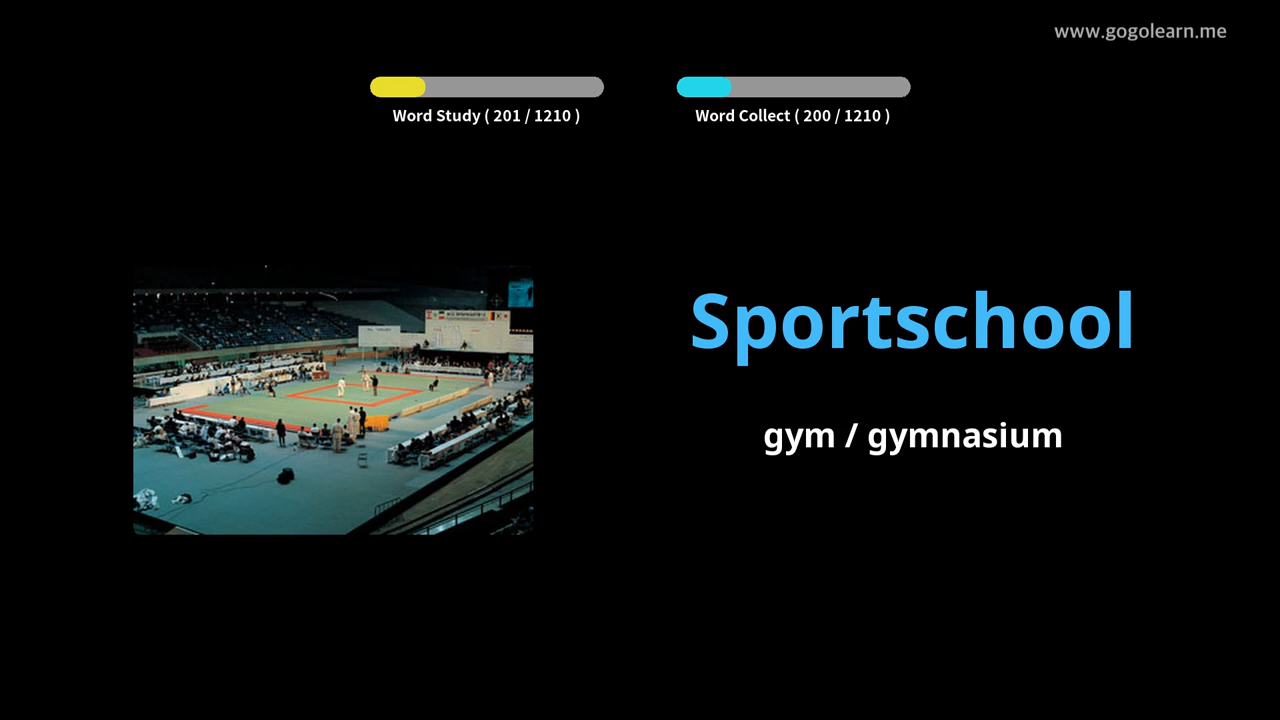 www.gogolearn.me
Word Study ( 201 / 1210 )
Word Collect ( 200 / 1210 )
Sportschool
gym / gymnasium